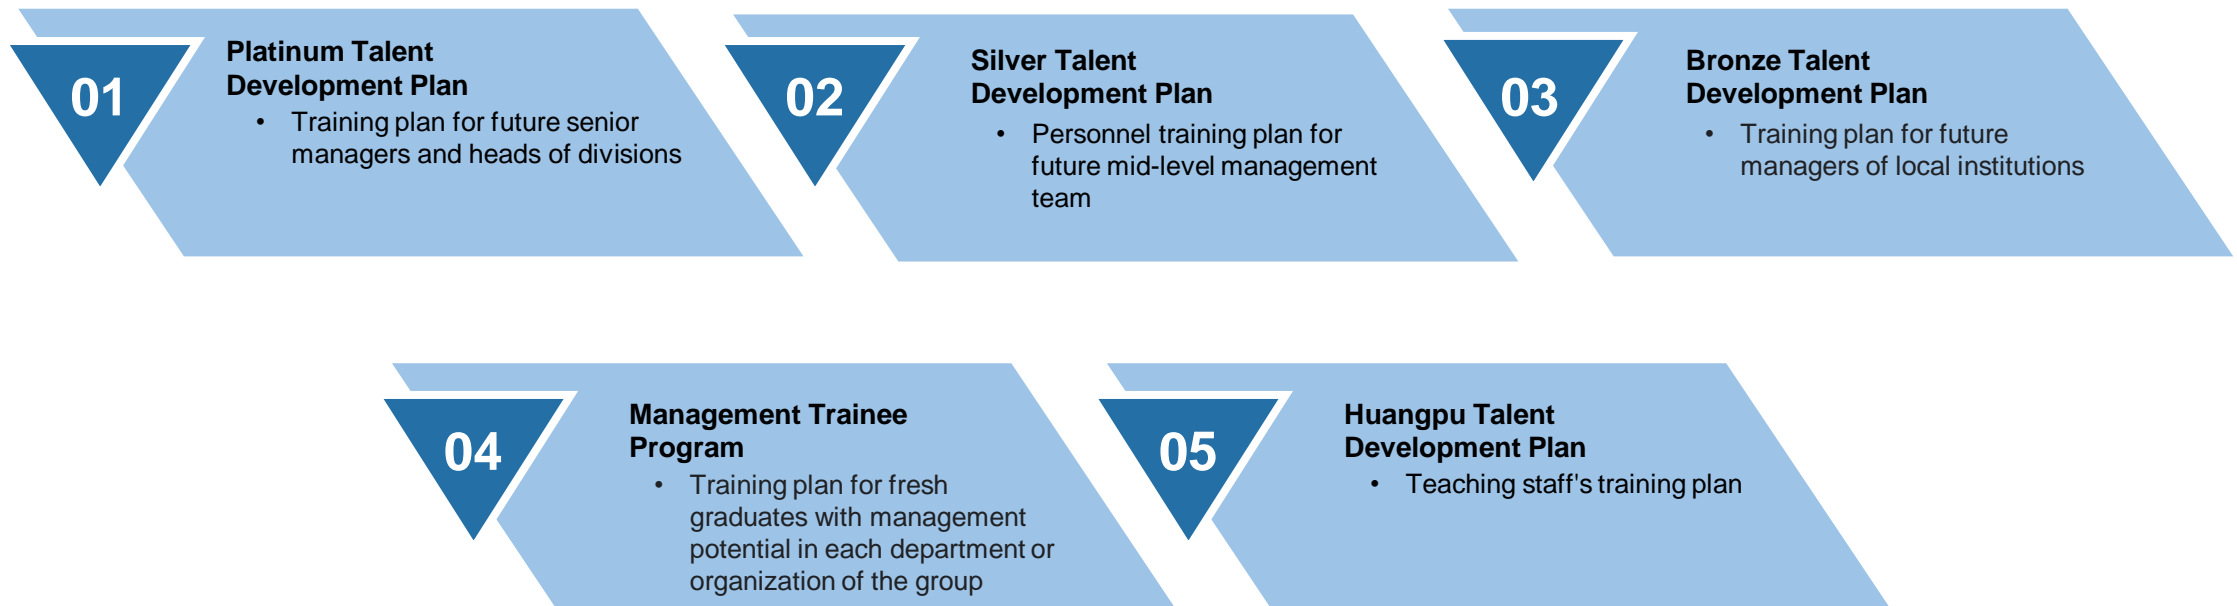 01
Platinum Talent
Development Plan
• Training plan for future senior
managers and heads of divisions
02
Silver Talent
Development Plan
• Personnel training plan for
future mid-level management
team
03
Bronze Talent
Development Plan
• Training plan for future
managers of local institutions
04
Management Trainee
Program
• Training plan for fresh
graduates with management
potential in each department or
organization of the group
05
Huangpu Talent
Development Plan
• Teaching staff's training plan